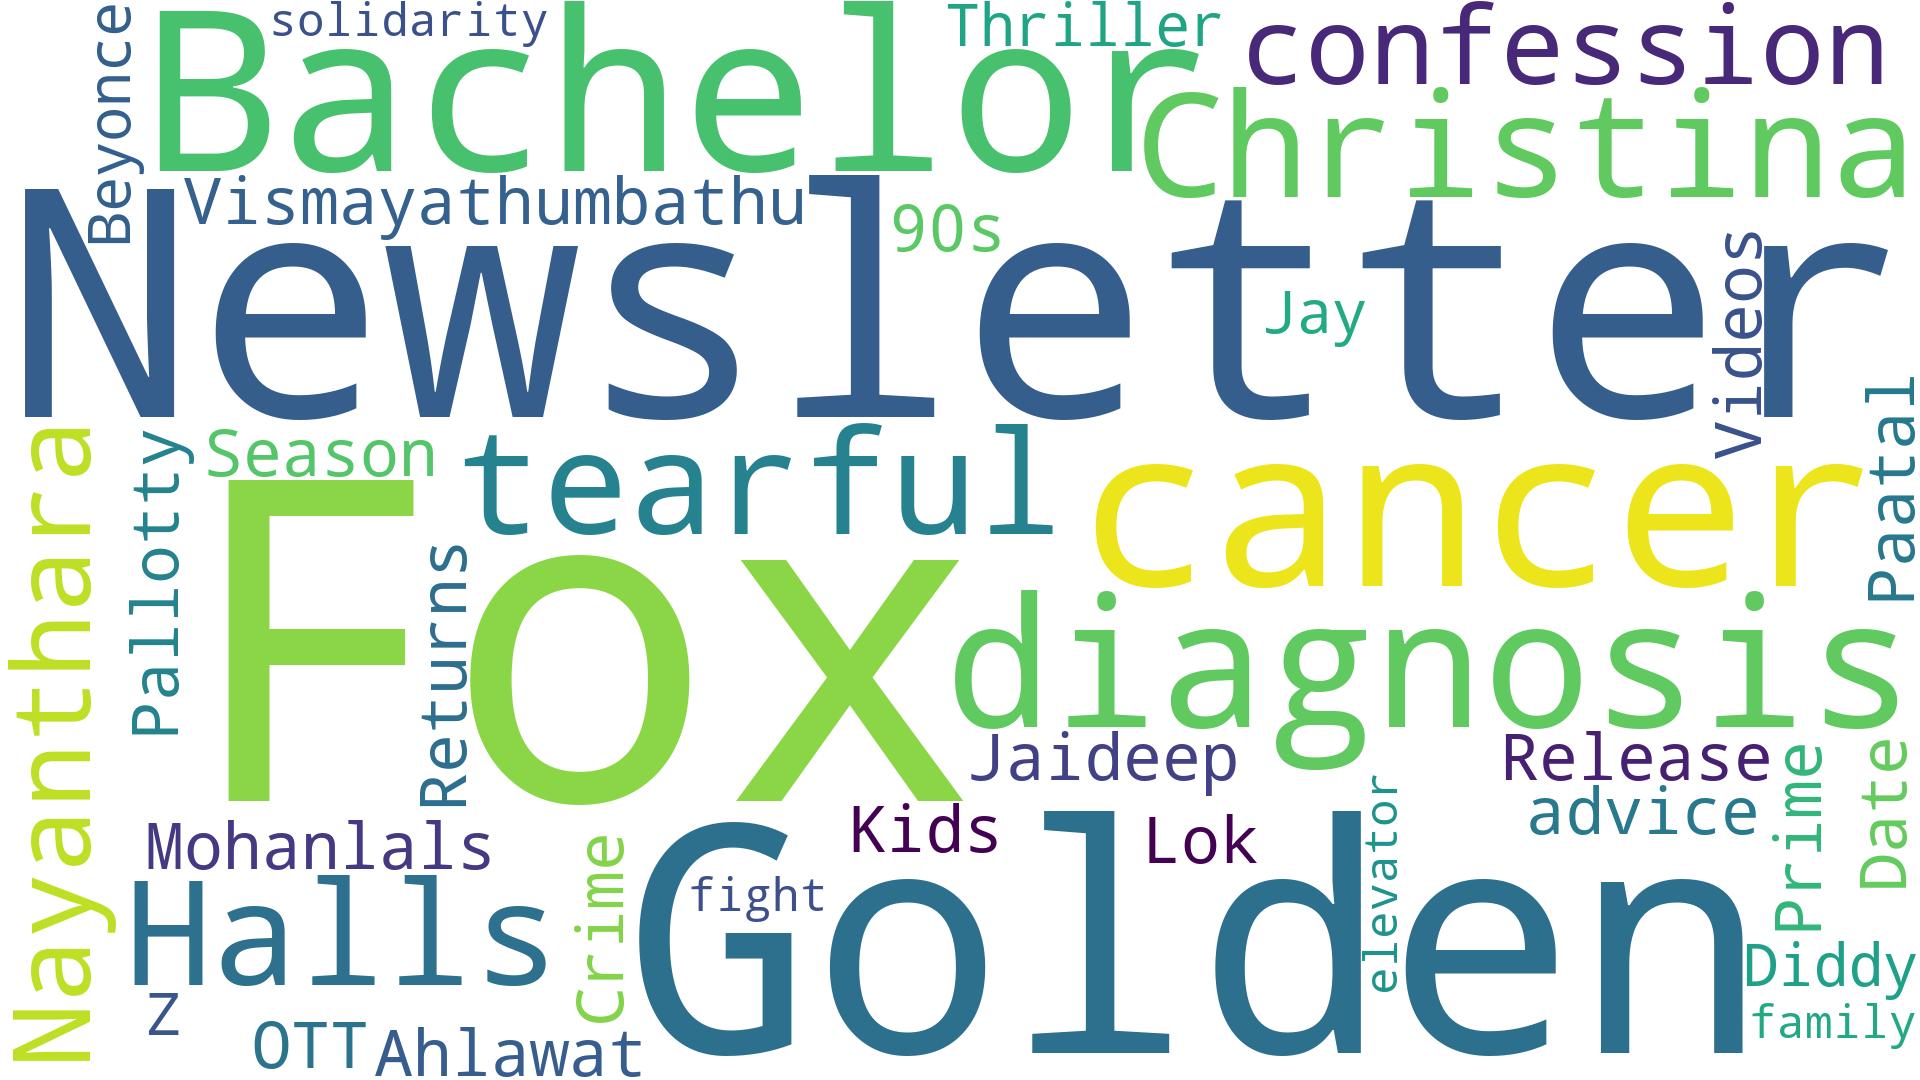 solidarity
Thriller
confession
Beyonce
Bachelor
Christina
Vismayathumbathu
90s
Newsletter
Jay
Videos
Paatal
Nayanthara
Pallotty
Season
tearful
cancer
Fox
Returns
diagnosis
Jaideep
Release
Prime
Date
Mohanlals
Kids
Lok
elevator
advice
Halls
Crime
fight
Golden
Diddy
Z
OTT
Ahlawat
family